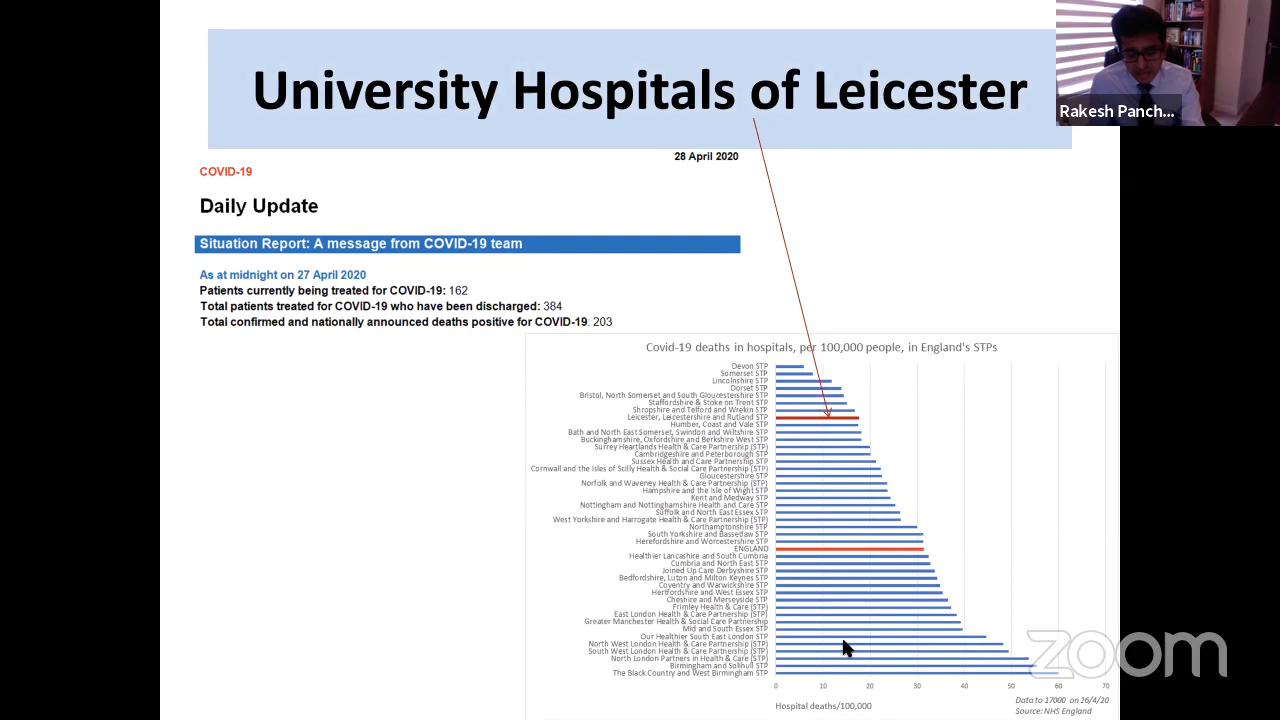 University Hospitals of Leicester
Rakesh Panch...
28 April 2020
COVID-19
Daily Update
Situation Report: A message from COVID-19 team
As at midnight on 27 April 2020
Patients currently being treated for COVID-19: 162
Total patients treated for COVID-19 who have been discharged: 384
Total confirmed and nationally announced deaths positive for COVID-19: 203
Covid-19 deaths in hospitals, per 100,000 people, in England's STPs
Devon STP
Somerset STP
Lincolnshire STP
Dorset STP
Bristol, North Somerset and South Gloucestershire STP
Staffordshire & Stoke on Trent STP
Shropshire and Telford and Wrekin STP
Leicester, Leicestershire and Rutland STP
Humber, Coast and Vale STP
Bath and North East Somerset, Swindon and Wiltshire STP
Buckinghamshire, Oxfordshire and Berkshire West STP
Surrey Heartlands Health & Care Partnership (STP)
Cambridgeshire and Peterborough STP
Sussex Health and Care Partnership STP
Cornwall and the Isles of Scilly Health & Social Care Partnership (STP)
Gloucestershire STP
Norfolk and Waveney Health & Care Partnership (STP)
Hampshire and the Isle of Wight STP
Kent and Medway STP
Nottingham and Nottinghamshire Health and Care STP
Suffolk and North East Essex STP
West Yorkshire and Harrogate Health & Care Partnership (STP)
Northamptonshire STP
South Yorkshire and Bassetlaw STP
Herefordshire and Worcestershire STP
ENGLAND
Healthier Lancashire and South Cumbria
Cumbria and North East STP
Joined Up Care Derbyshire STP
Bedfordshire, Luton and Milton Keynes STP
Coventry and Warwickshire STP
Hertfordshire and West Essex STP
Cheshire and Merseyside STP
Frimley Health & Care (STP)
East London Health & Care Partnership (STP)
Greater Manchester Health & Social Care Partnership
Mid and South Essex STP
Our Healthier South East London STP
North West London Health & Care Partnership (STP)
South West London Health & Care Partnership (STP)
North London Partners in Health & Care (STP)
Birmingham and Solihull STP
The Black Country and West Birmingham STP
0 10 20 30 40 50 60 70
Hospital deaths/100,000
Data to 17000 on 26/4/20
Source: NHS England
zoom